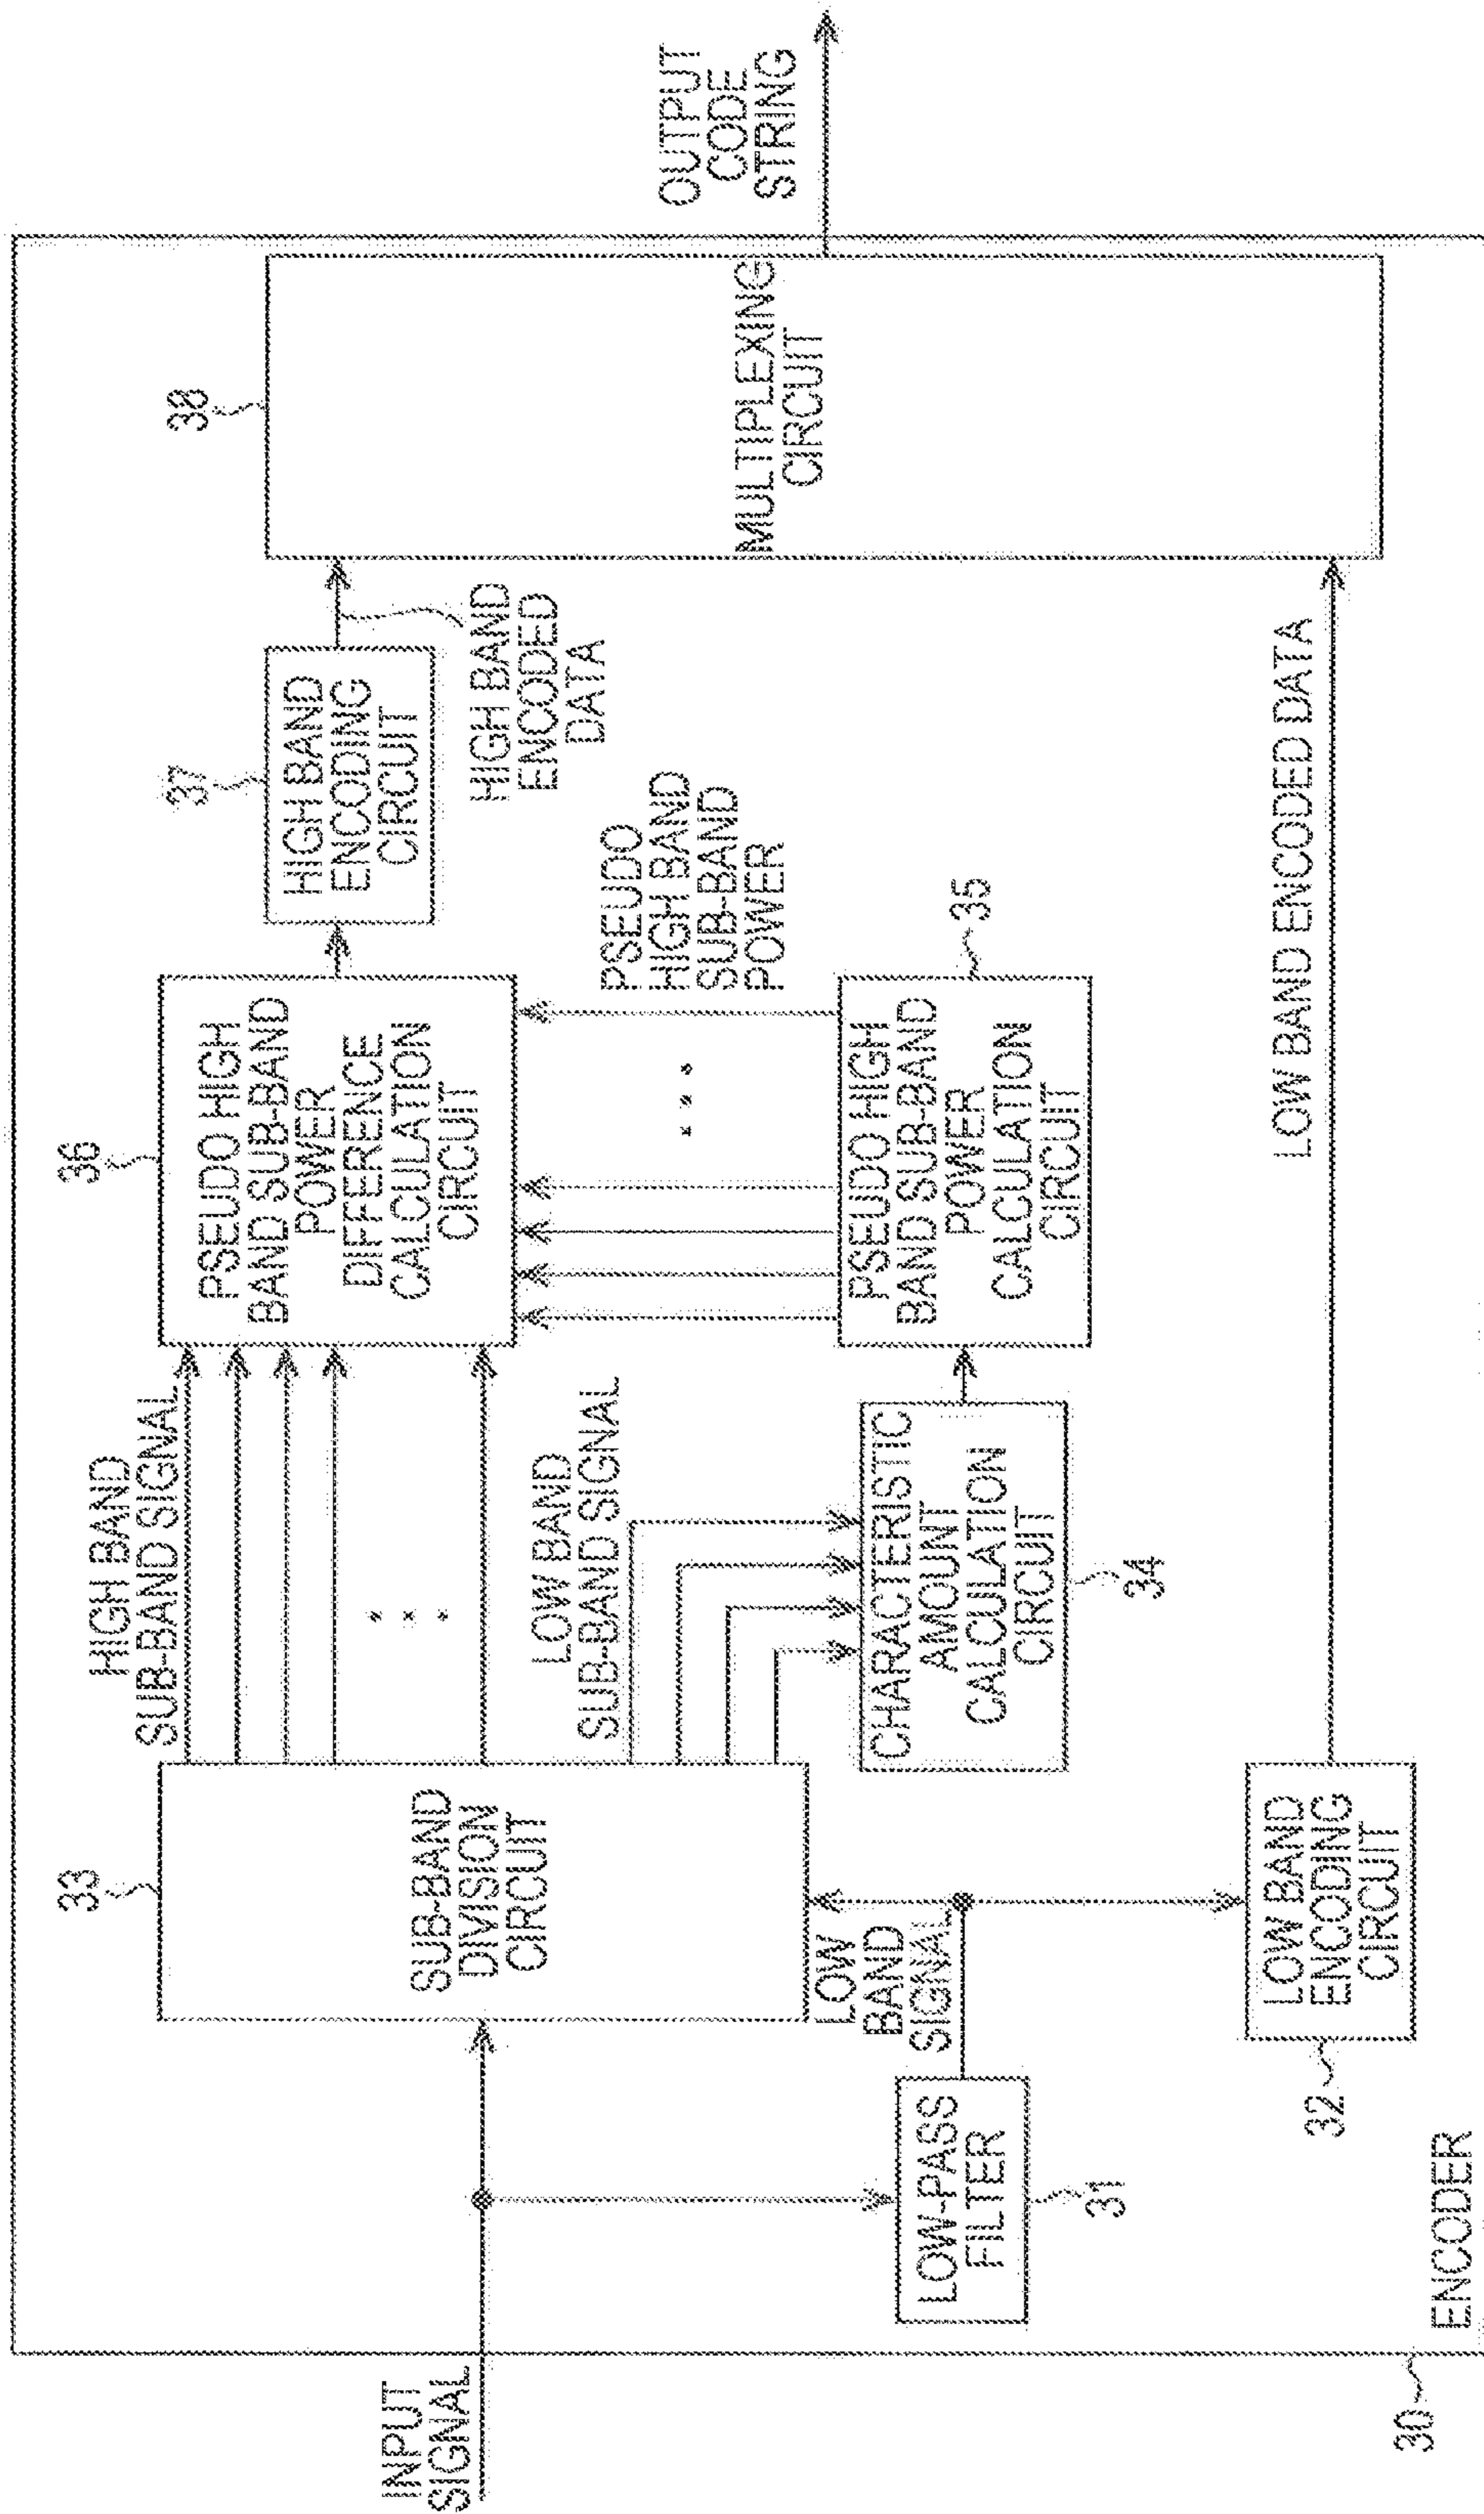 INPUT
SIGNAL
30
ENCODER
33
SUB-BAND
DIVISION
CIRCUIT
LOW-PASS
FILTER
31
LOW
BAND
SIGNAL
LOW BAND
ENCODING
CIRCUIT
32
HIGH BAND
SUB-BAND SIGNAL
LOW BAND
SUB-BAND SIGNAL
CHARACTERISTIC
AMOUNT
CALCULATION
CIRCUIT
34
36
PSEUDO HIGH
BAND SUB-BAND
POWER
DIFFERENCE
CALCULATION
CIRCUIT
PSEUDO
HIGH BAND
SUB-BAND
POWER
PSEUDO HIGH
BAND SUB-BAND
POWER
CALCULATION
CIRCUIT
35
37
HIGH BAND
ENCODING
CIRCUIT
HIGH BAND
ENCODED
DATA
LOW BAND ENCODED DATA
38
MULTIPLEXING
CIRCUIT
OUTPUT
CODE
STRING